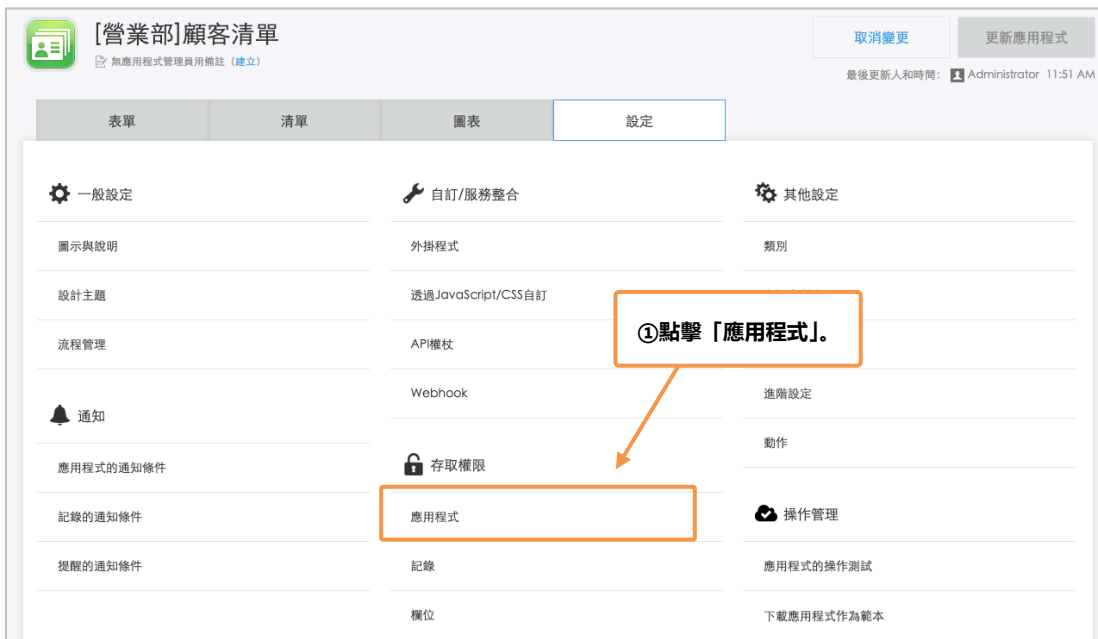 [營業部]顧客清單
無應用程式管理員用備註（建立）
取消變更
更新應用程式
最後更新人和時間： Administrator 11:51 AM
表單
清單
圖表
設定
一般設定
圖示與說明
設計主題
流程管理
通知
應用程式的通知條件
記錄的通知條件
提醒的通知條件
自訂/服務整合
外掛程式
透過JavaScript/CSS自訂
API權杖
Webhook
存取權限
應用程式
記錄
欄位
①點擊「應用程式」。
其他設定
類別
進階設定
動作
操作管理
應用程式的操作測試
下載應用程式作為範本